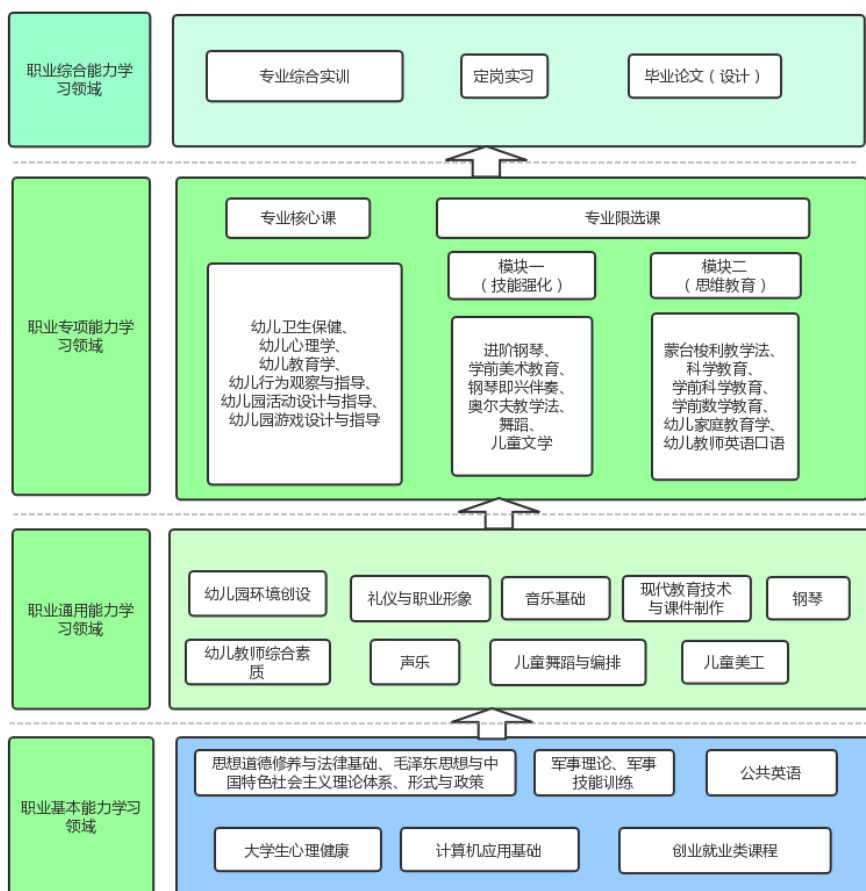 职业综合能力学
习领域
专业综合实训
定岗实习
毕业论文（设计）
职业专项能力学
习领域
专业核心课
专业限选课
模块一
（技能强化）
模块二
（思维教育）
幼儿卫生保健、
幼儿心理学、
幼儿教育学、
幼儿行为观察与指导、
幼儿园活动设计与指导、
幼儿园游戏设计与指导
进阶钢琴、
学前美术教育、
钢琴即兴伴奏、
奥尔夫教学法、
舞蹈、
儿童文学
蒙台梭利教学法、
科学教育、
学前科学教育、
学前数学教育、
幼儿家庭教育学、
幼儿教师英语口语
职业通用能力学
习领域
幼儿园环境创设
礼仪与职业形象
音乐基础
现代教育技术
与课件制作
钢琴
幼儿教师综合素
质
声乐
儿童舞蹈与编排
儿童美工
职业基本能力学习
领域
思想道德修养与法律基础、毛泽东思想与中
国特色社会主义理论体系、形式与政策
军事理论、军事
技能训练
公共英语
大学生心理健康
计算机应用基础
创业就业类课程